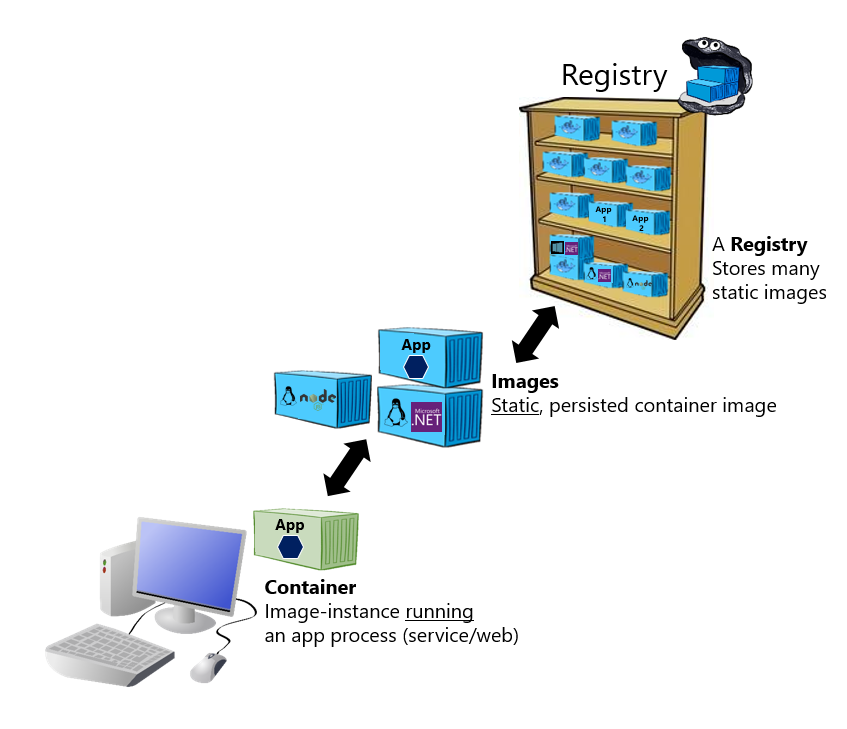 Registry
App
1
App
2
.NET
.NET
node
A Registry
Stores many
static images
App
node
Microsoft
.NET
Images
Static, persisted container image
App
Container
Image-instance running
an app process (service/web)